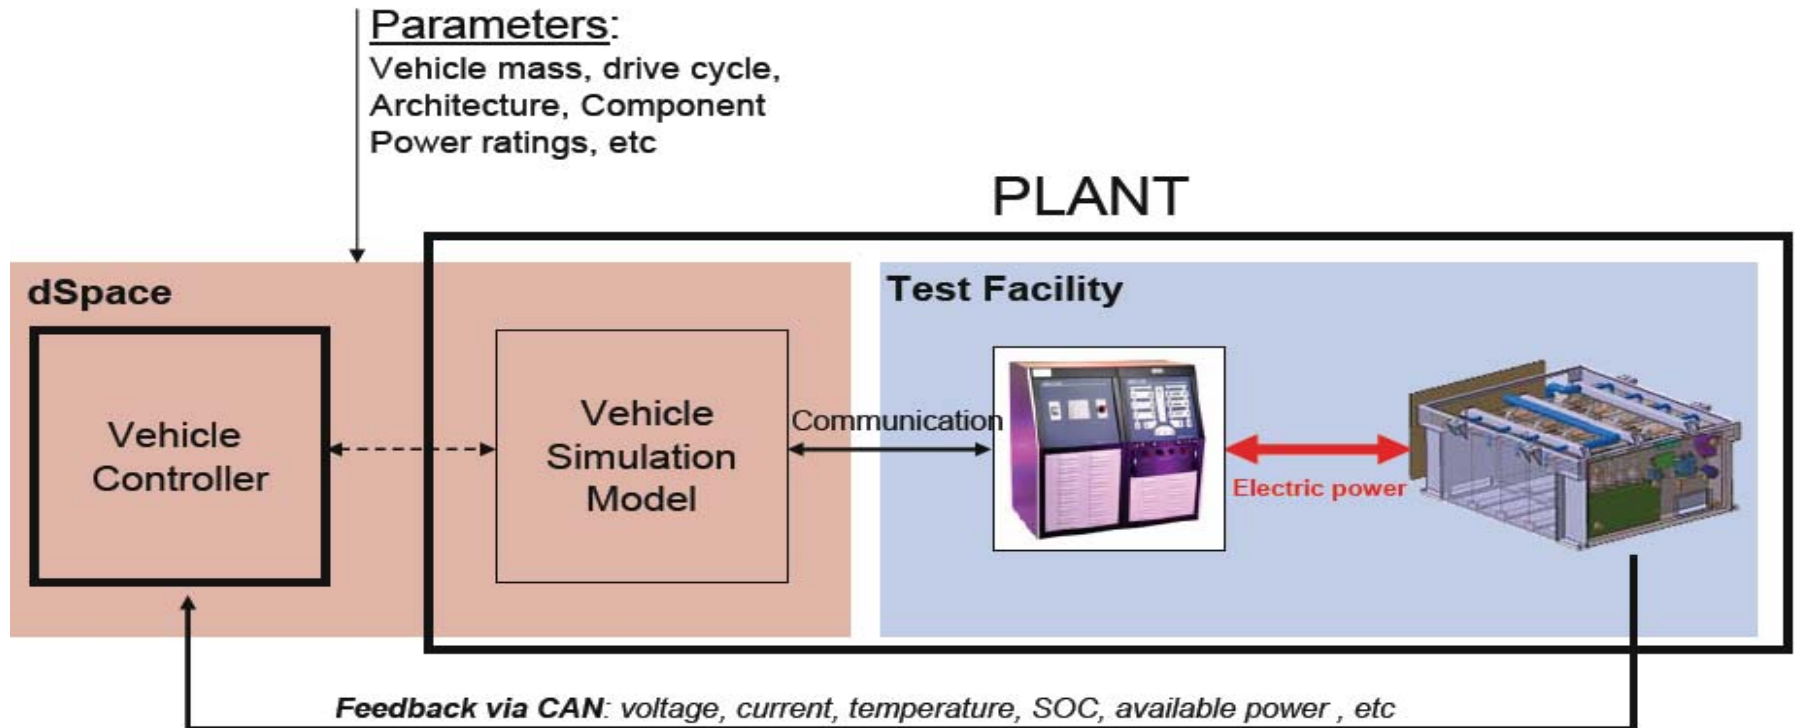 Parameters:
Vehicle mass, drive cycle,
Architecture, Component
Power ratings, etc
PLANT
dSpace
Test Facility
Vehicle
Controller
Vehicle
Simulation
Model
Communication
Electric power
Feedback via CAN: voltage, current, temperature, SOC, available power , etc